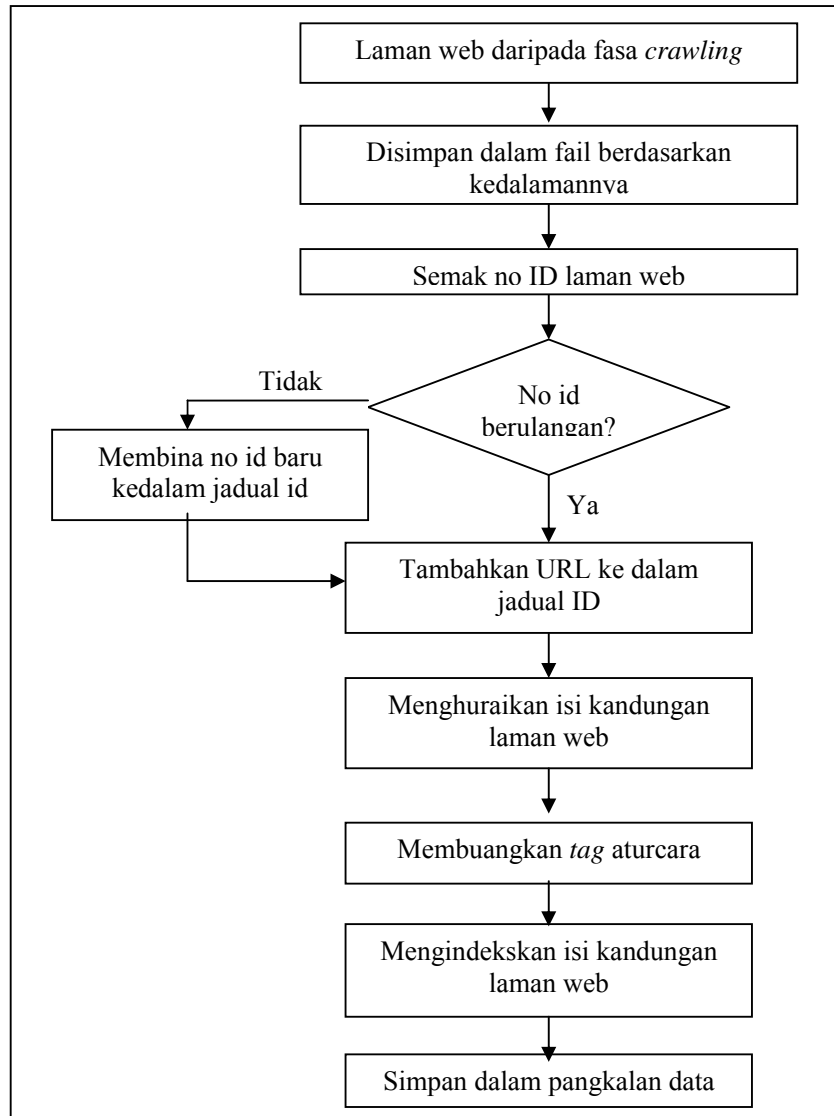 Laman web daripada fasa crawling
Disimpan dalam fail berdasarkan
kedalamannya
Semak no ID laman web
No id
berulangan?
Tidak
Membina no id baru
kedalam jadual id
Ya
Tambahkan URL ke dalam
jadual ID
Menghuraikan isi kandungan
laman web
Membuangkan tag aturcara
Mengindekskan isi kandungan
laman web
Simpan dalam pangkalan data